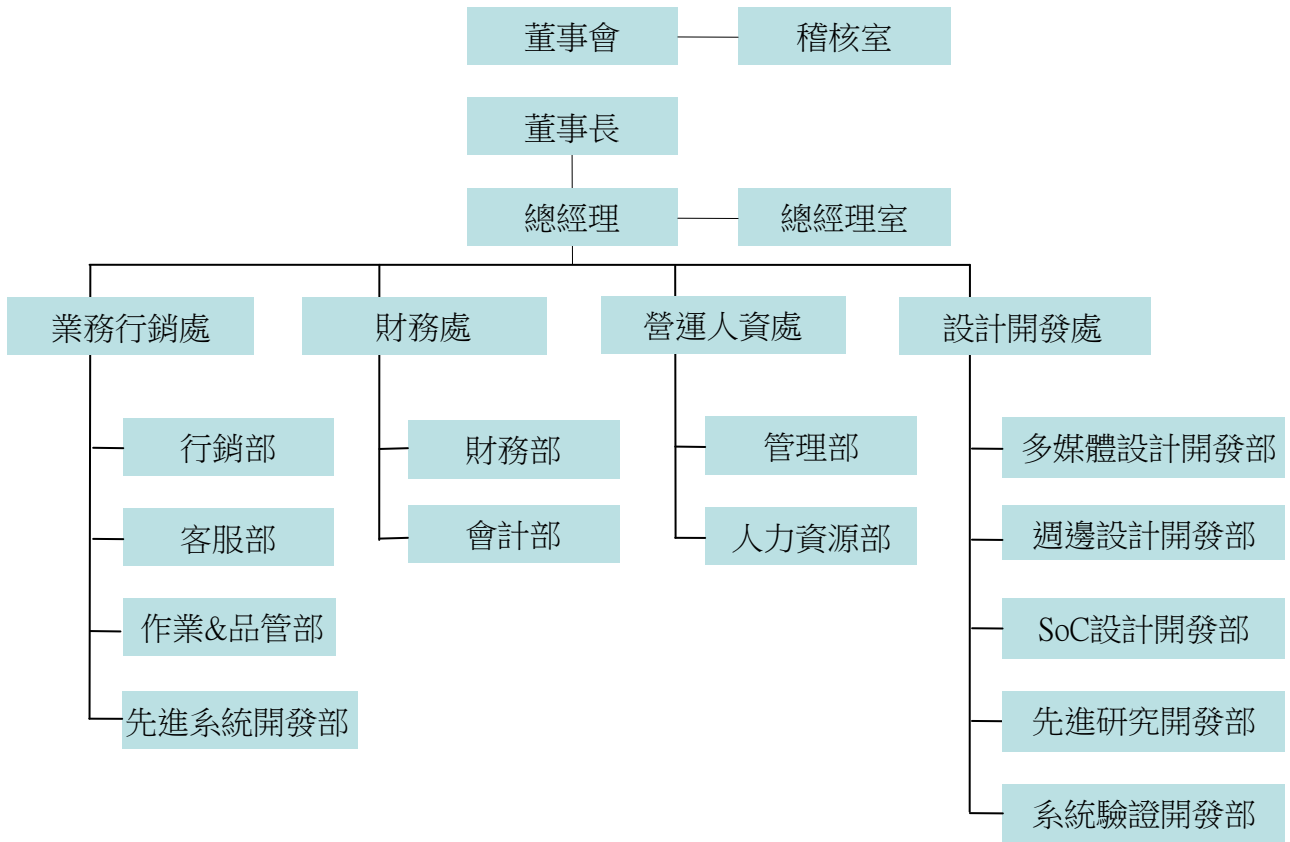 董事會
稽核室
董事長
總經理
總經理室
業務行銷處
財務處
營運人資處
設計開發處
行銷部
客服部
作業&品管部
先進系統開發部
財務部
會計部
管理部
人力資源部
多媒體設計開發部
週邊設計開發部
SoC設計開發部
先進研究開發部
系統驗證開發部